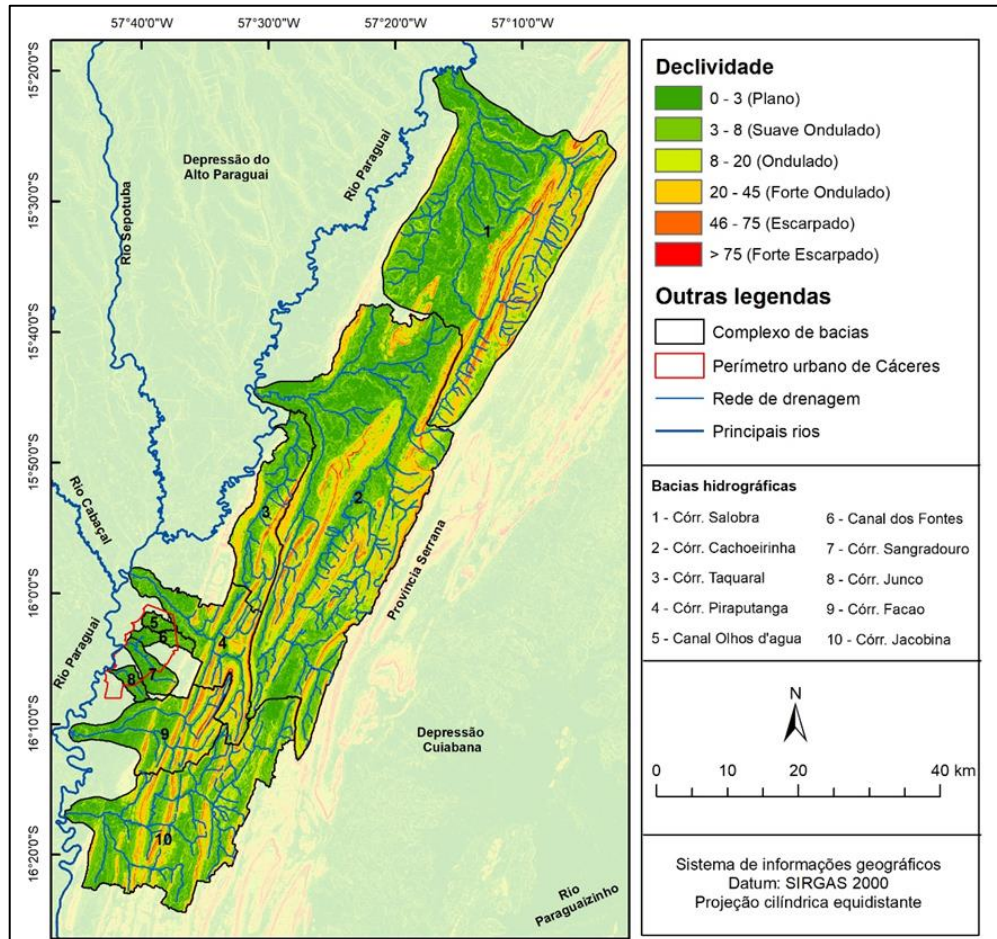 57°40'0"W
57°30'0"W
57°20'0"W
57°10'0"W
15°20'0"S
15°30'0"S
15°40'0"S
15°50'0"S
16°0'0"S
16°10'0"S
16°20'0"S
Depressão do
Alto Paraguai
Rio Sepotuba
Rio Paraguai
Rio Cabaçal
Rio Paraguai
Província Serrana
Depressão
Cuiabana
Rio
Paraguaizinho
1
2
3
4
5
6
7
8
9
10
Declividade
0 - 3 (Plano)
3 - 8 (Suave Ondulado)
8 - 20 (Ondulado)
20 - 45 (Forte Ondulado)
46 - 75 (Escarpado)
> 75 (Forte Escarpado)
Outras legendas
Complexo de bacias
Perímetro urbano de Cáceres
Rede de drenagem
Principais rios
Bacias hidrográficas
1 - Córr. Salobra
2 - Córr. Cachoeirinha
3 - Córr. Taquaral
4 - Córr. Piraputanga
5 - Canal Olhos d'agua
6 - Canal dos Fontes
7 - Córr. Sangradouro
8 - Córr. Junco
9 - Córr. Facao
10 - Córr. Jacobina
N
0 10 20 40 km
Sistema de informações geográficos
Datum: SIRGAS 2000
Projeção cilíndrica equidistante